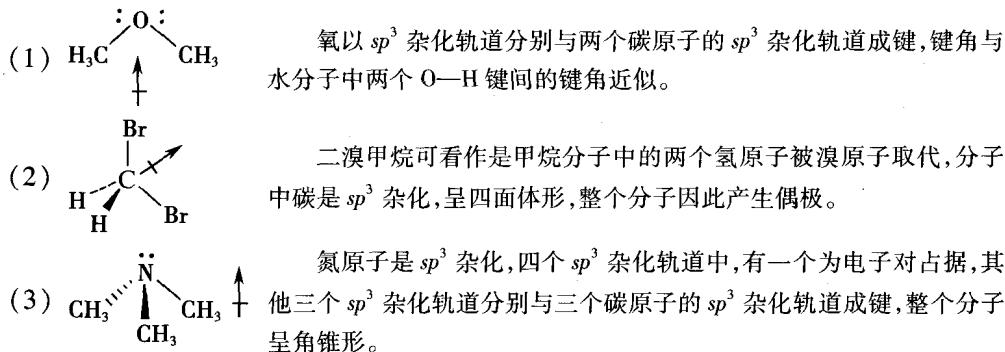 :O:
(1) H₃C CH₃ 氧以 sp³ 杂化轨道分别与两个碳原子的 sp³ 杂化轨道成键,键角与
水分子中两个 O—H 键间的键角近似。
Br
(2) C 二溴甲烷可看作是甲烷分子中的两个氢原子被溴原子取代,分子
H Br 中碳是 sp³ 杂化,呈四面体形,整个分子因此产生偶极。
H
N̈ 氮原子是 sp³ 杂化,四个 sp³ 杂化轨道中,有一个为电子对占据,其
(3) CH₃ CH₃ 他三个 sp³ 杂化轨道分别与三个碳原子的 sp³ 杂化轨道成键,整个分子
CH₃ 呈角锥形。